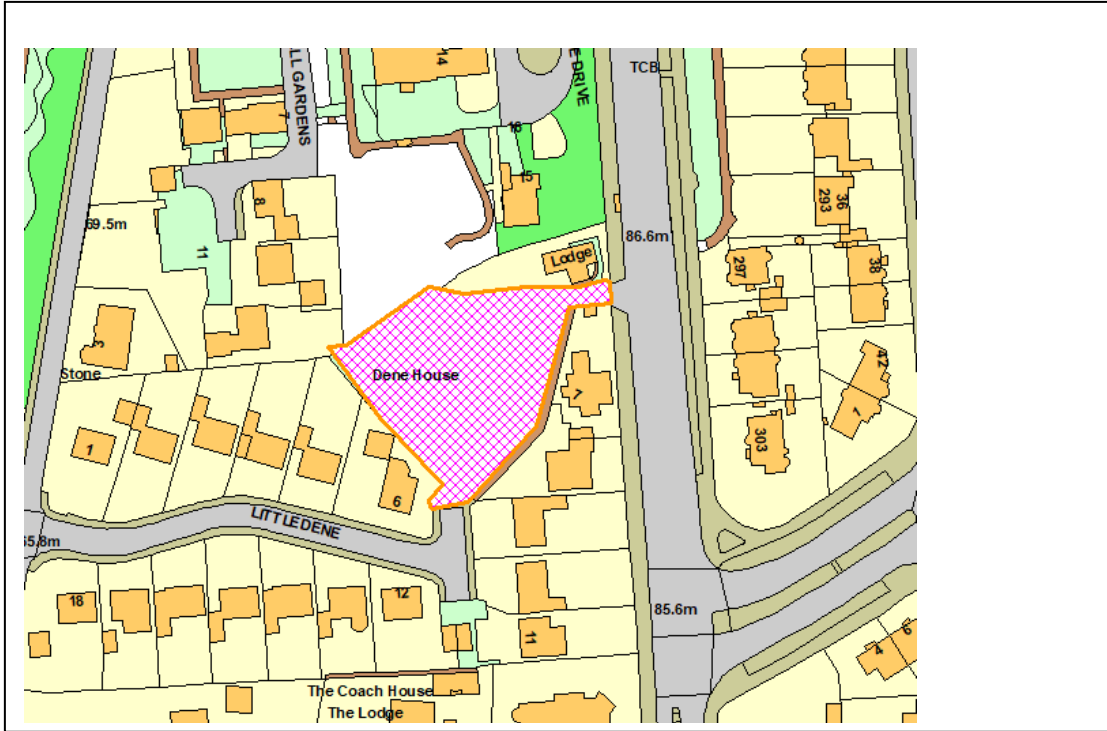 14
E DRIVE
TCB
LL GARDENS
7
16
15
8
36
293
69.5m
11
86.6m
Lodge
297
38
3
Stone
Dene House
7
42
1
303
1
6
LITTLEDENE
65.8m
18
12
85.6m
11
4
6
The Coach House
The Lodge